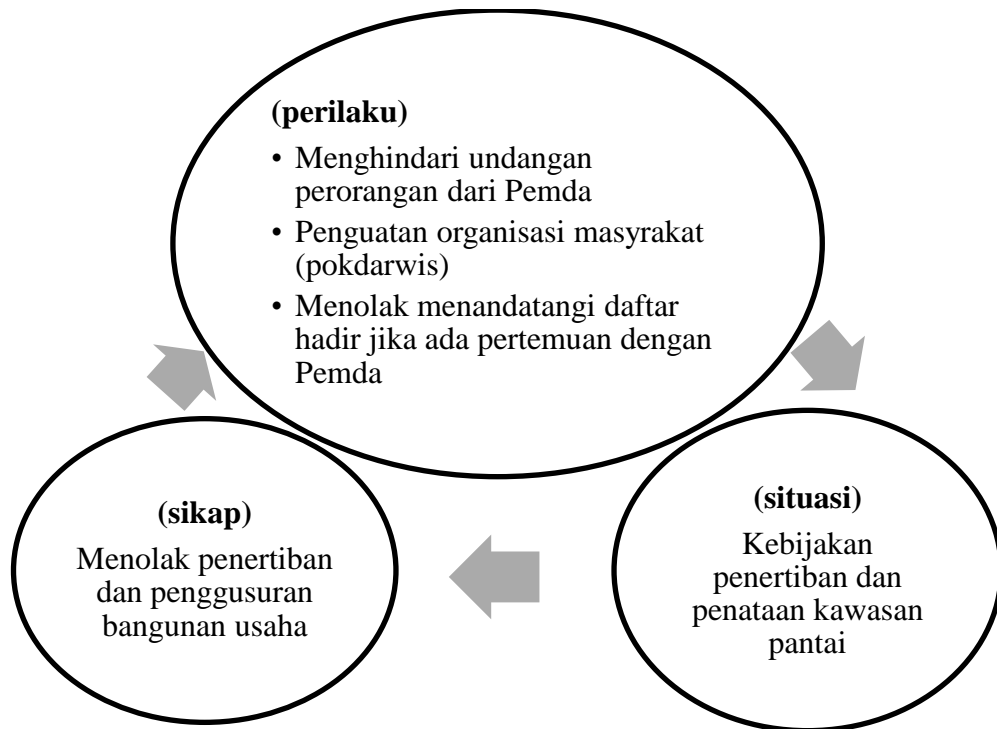 (perilaku)
• Menghindari undangan
perorangan dari Pemda
• Penguatan organisasi masyrakat
(pokdarwis)
• Menolak menandatangi daftar
hadir jika ada pertemuan dengan
Pemda
(sikap)
Menolak penertiban
dan penggusuran
bangunan usaha
(situasi)
Kebijakan
penertiban dan
penataan kawasan
pantai